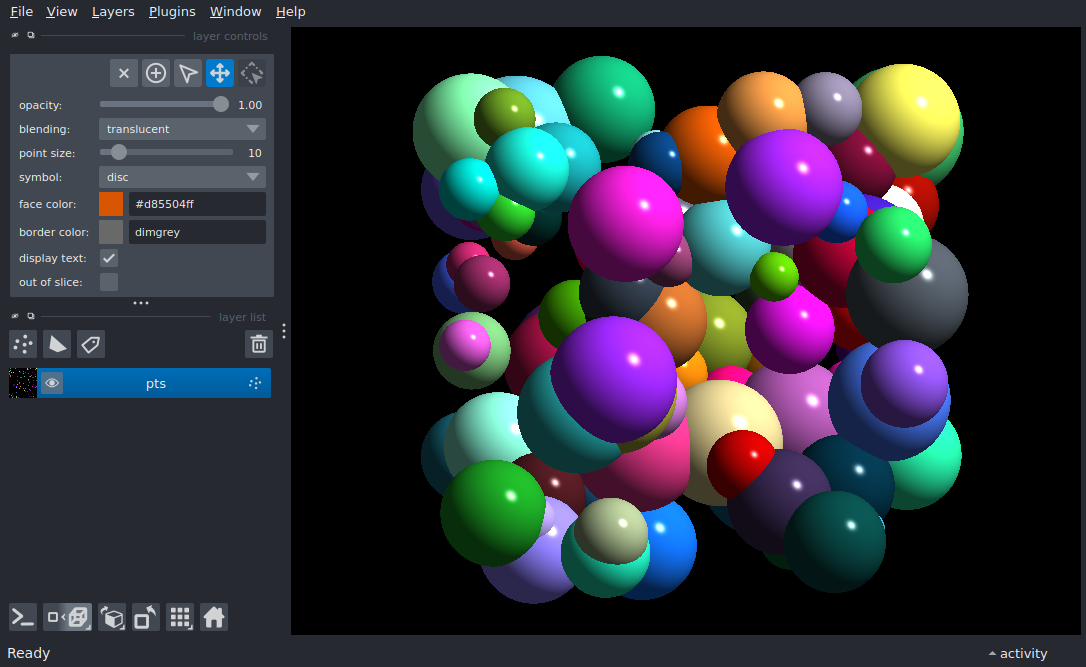 File View Layers Plugins Window Help
layer controls
opacity: 1.00
blending: translucent
point size: 10
symbol: disc
face color: #d85504ff
border color: dimgrey
display text:
out of slice:
layer list
pts
Ready
activity